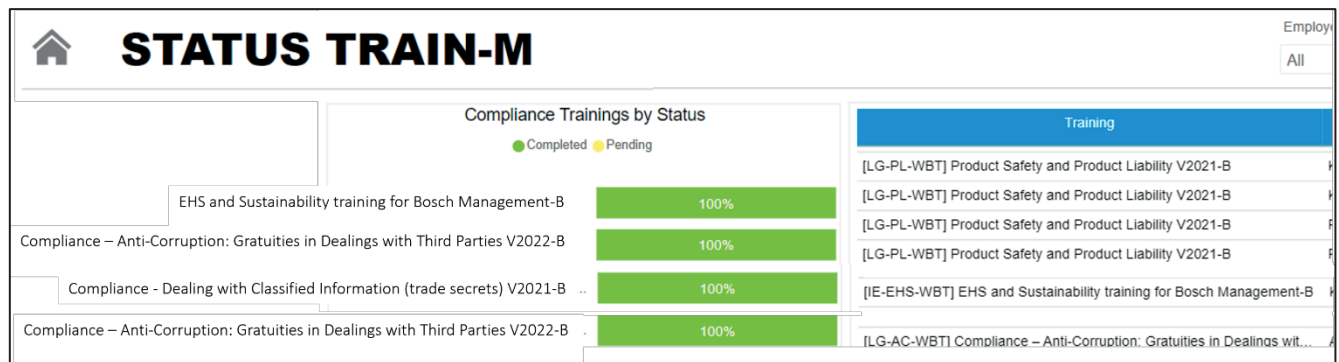 STATUS TRAIN-M
Employe
All
Compliance Trainings by Status
Completed Pending
EHS and Sustainability training for Bosch Management-B 100%
Compliance – Anti-Corruption: Gratuities in Dealings with Third Parties V2022-B 100%
Compliance - Dealing with Classified Information (trade secrets) V2021-B .. 100%
Compliance – Anti-Corruption: Gratuities in Dealings with Third Parties V2022-B . 100%
Training
[LG-PL-WBT] Product Safety and Product Liability V2021-B
[LG-PL-WBT] Product Safety and Product Liability V2021-B
[LG-PL-WBT] Product Safety and Product Liability V2021-B
[LG-PL-WBT] Product Safety and Product Liability V2021-B
[IE-EHS-WBT] EHS and Sustainability training for Bosch Management-B
[LG-AC-WBT] Compliance – Anti-Corruption: Gratuities in Dealings wit...